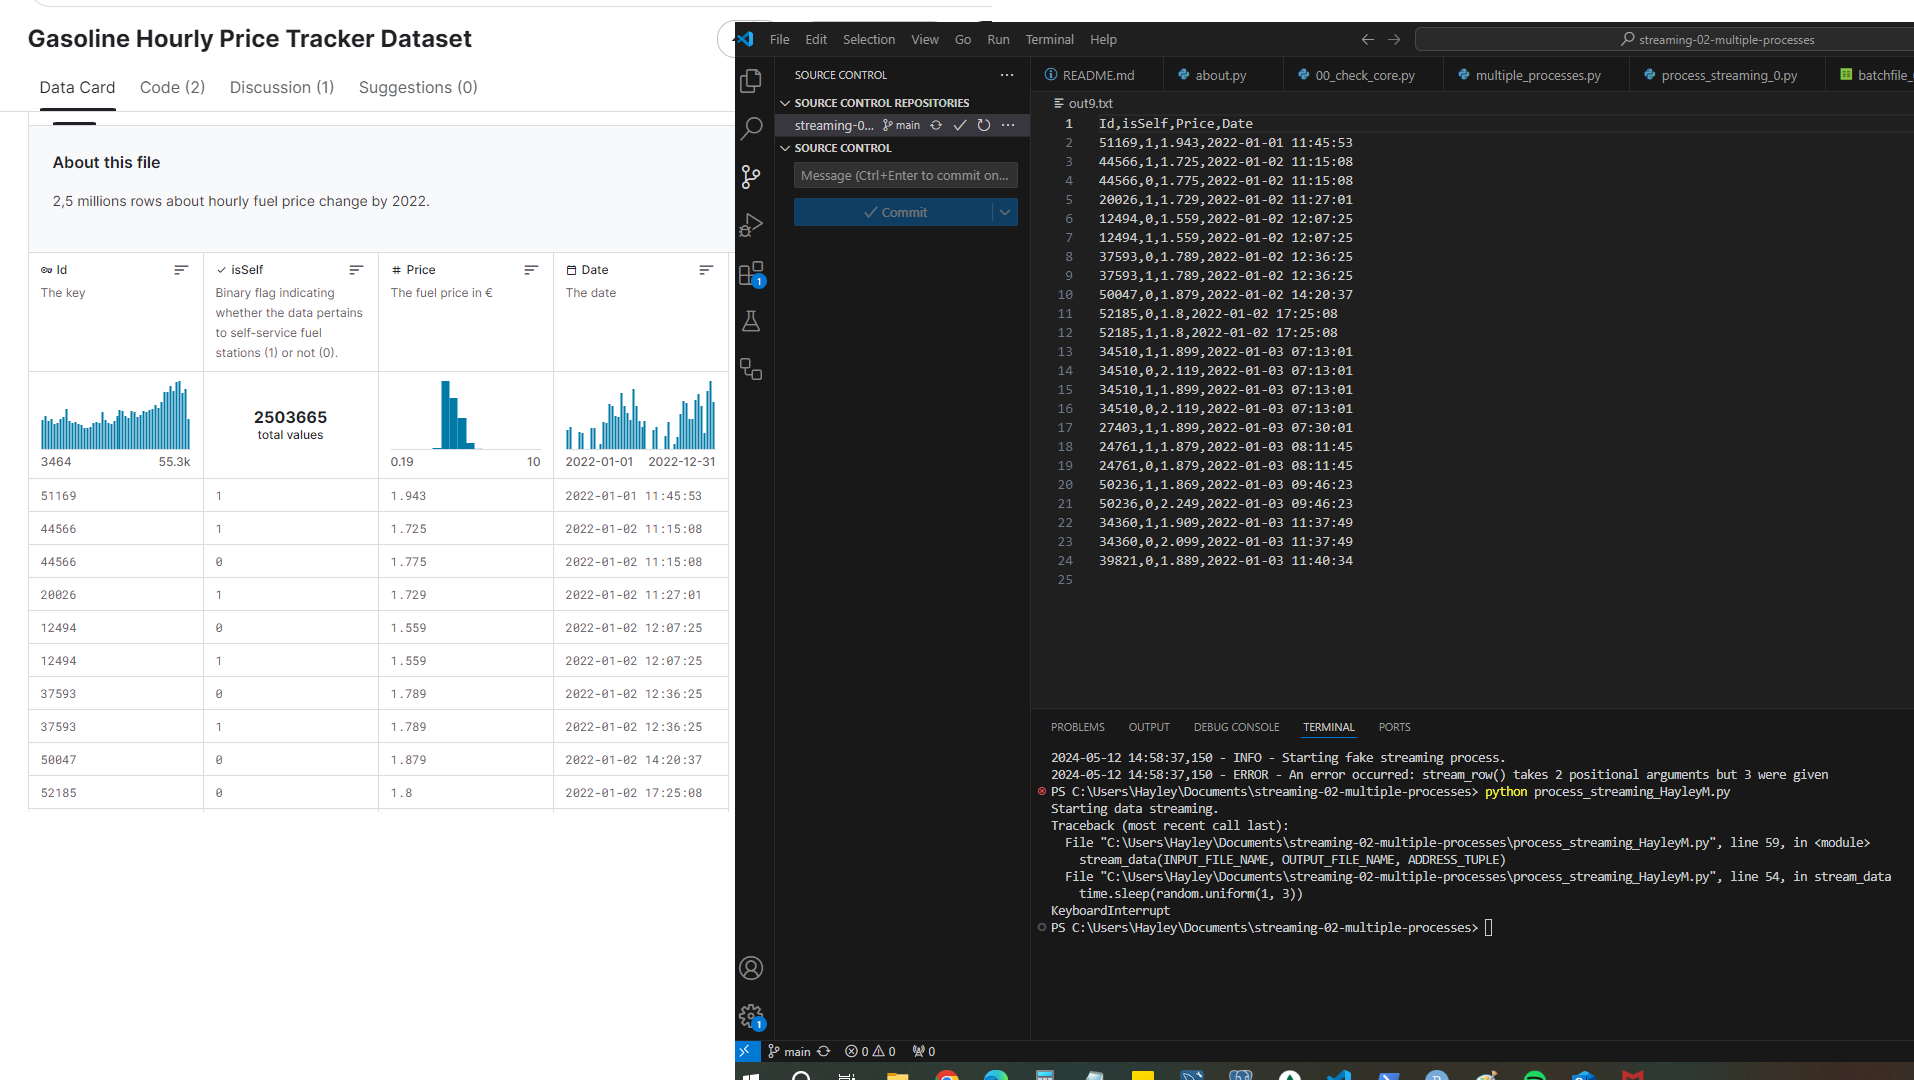 Gasoline Hourly Price Tracker Dataset
Data Card Code (2) Discussion (1) Suggestions (0)
About this file
2,5 millions rows about hourly fuel price change by 2022.
Id isSelf Price Date
The key
Binary flag indicating
whether the data pertains
to self-service fuel
stations (1) or not (0).
The fuel price in €
The date
2503665
total values
3464 55.3k
0.19 10
2022-01-01 2022-12-31
51169 1 1.943 2022-01-01 11:45:53
44566 1 1.725 2022-01-02 11:15:08
44566 0 1.775 2022-01-02 11:15:08
20026 1 1.729 2022-01-02 11:27:01
12494 0 1.559 2022-01-02 12:07:25
12494 1 1.559 2022-01-02 12:07:25
37593 0 1.789 2022-01-02 12:36:25
37593 1 1.789 2022-01-02 12:36:25
50047 0 1.879 2022-01-02 14:20:37
52185 0 1.8 2022-01-02 17:25:08
File Edit Selection View Go Run Terminal Help
streaming-02-multiple-processes
SOURCE CONTROL ...
SOURCE CONTROL REPOSITORIES
streaming-0... main ...
SOURCE CONTROL
Message (Ctrl+Enter to commit on...
Commit
1
1
README.md about.py 00_check_core.py multiple_processes.py process_streaming_0.py batchfile_
out9.txt
1 Id,isSelf,Price,Date
2 51169,1,1.943,2022-01-01 11:45:53
3 44566,1,1.725,2022-01-02 11:15:08
4 44566,0,1.775,2022-01-02 11:15:08
5 20026,1,1.729,2022-01-02 11:27:01
6 12494,0,1.559,2022-01-02 12:07:25
7 12494,1,1.559,2022-01-02 12:07:25
8 37593,0,1.789,2022-01-02 12:36:25
9 37593,1,1.789,2022-01-02 12:36:25
10 50047,0,1.879,2022-01-02 14:20:37
11 52185,0,1.8,2022-01-02 17:25:08
12 52185,1,1.8,2022-01-02 17:25:08
13 34510,1,1.899,2022-01-03 07:13:01
14 34510,0,2.119,2022-01-03 07:13:01
15 34510,1,1.899,2022-01-03 07:13:01
16 34510,0,2.119,2022-01-03 07:13:01
17 27403,1,1.899,2022-01-03 07:30:01
18 24761,1,1.879,2022-01-03 08:11:45
19 24761,0,1.879,2022-01-03 08:11:45
20 50236,1,1.869,2022-01-03 09:46:23
21 50236,0,2.249,2022-01-03 09:46:23
22 34360,1,1.909,2022-01-03 11:37:49
23 34360,0,2.099,2022-01-03 11:37:49
24 39821,0,1.889,2022-01-03 11:40:34
25
PROBLEMS OUTPUT DEBUG CONSOLE TERMINAL PORTS
2024-05-12 14:58:37,150 - INFO - Starting fake streaming process.
2024-05-12 14:58:37,150 - ERROR - An error occurred: stream_row() takes 2 positional arguments but 3 were given
PS C:\Users\Hayley\Documents\streaming-02-multiple-processes> python process_streaming_HayleyM.py
Starting data streaming.
Traceback (most recent call last):
File "C:\Users\Hayley\Documents\streaming-02-multiple-processes\process_streaming_HayleyM.py", line 59, in <module>
stream_data(INPUT_FILE_NAME, OUTPUT_FILE_NAME, ADDRESS_TUPLE)
File "C:\Users\Hayley\Documents\streaming-02-multiple-processes\process_streaming_HayleyM.py", line 54, in stream_data
time.sleep(random.uniform(1, 3))
KeyboardInterrupt
PS C:\Users\Hayley\Documents\streaming-02-multiple-processes>
main 0 0 0